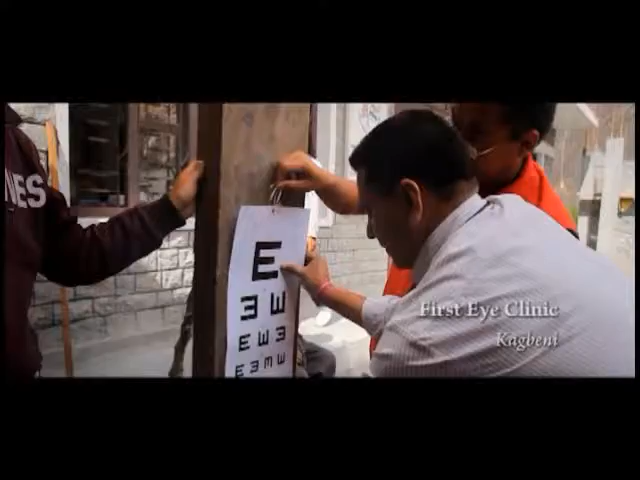 NES
E
E E
E E E
E E M E
First Eye Clinic
Kagbeni